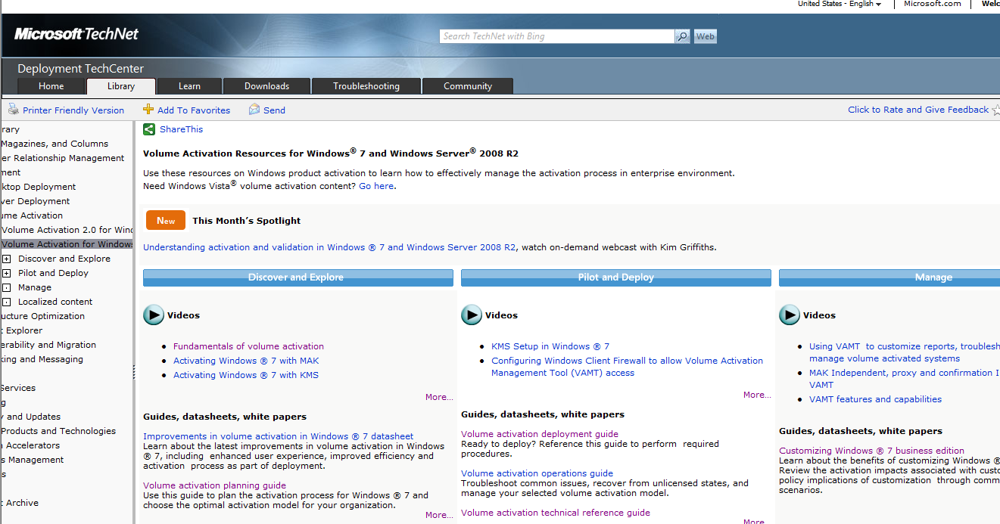 United States - English
Microsoft.com
Welc
Microsoft TechNet
Search TechNet with Bing
Web
Deployment TechCenter
Home
Library
Learn
Downloads
Troubleshooting
Community
Printer Friendly Version
Add To Favorites
Send
Click to Rate and Give Feedback
rary
Magazines, and Columns
er Relationship Management
ment
ktop Deployment
ver Deployment
ume Activation
Volume Activation 2.0 for Wind
Volume Activation for Windows
Discover and Explore
Pilot and Deploy
Manage
Localized content
ucture Optimization
t Explorer
erability and Migration
king and Messaging
Services
g
y and Updates
Products and Technologies
n Accelerators
s Management
s
t Archive
ShareThis
Volume Activation Resources for Windows® 7 and Windows Server® 2008 R2
Use these resources on Windows product activation to learn how to effectively manage the activation process in enterprise environment.
Need Windows Vista® volume activation content? Go here.
New
This Month's Spotlight
Understanding activation and validation in Windows ® 7 and Windows Server 2008 R2, watch on-demand webcast with Kim Griffiths.
Discover and Explore
Videos
Fundamentals of volume activation
Activating Windows ® 7 with MAK
Activating Windows ® 7 with KMS
More...
Guides, datasheets, white papers
Improvements in volume activation in Windows ® 7 datasheet
Learn about the latest improvements in volume activation in Windows
® 7, including enhanced user experience, improved efficiency and
activation process as part of deployment.
Volume activation planning guide
Use this guide to plan the activation process for Windows ® 7 and
choose the optimal activation model for your organization.
More...
Pilot and Deploy
Videos
KMS Setup in Windows ® 7
Configuring Windows Client Firewall to allow Volume Activation
Management Tool (VAMT) access
More...
Guides, datasheets, white papers
Volume activation deployment guide
Ready to deploy? Reference this guide to perform required
procedures.
Volume activation operations guide
Troubleshoot common issues, recover from unlicensed states, and
manage your selected volume activation model.
Volume activation technical reference guide
More...
Manage
Videos
Using VAMT to customize reports, troublesh
manage volume activated systems
MAK Independent, proxy and confirmation I
VAMT
VAMT features and capabilities
Guides, datasheets, white papers
Customizing Windows ® 7 business edition
Learn about the benefits of customizing Windows ®
Review the activation impacts associated with custo
policy implications of customization through comm
scenarios.